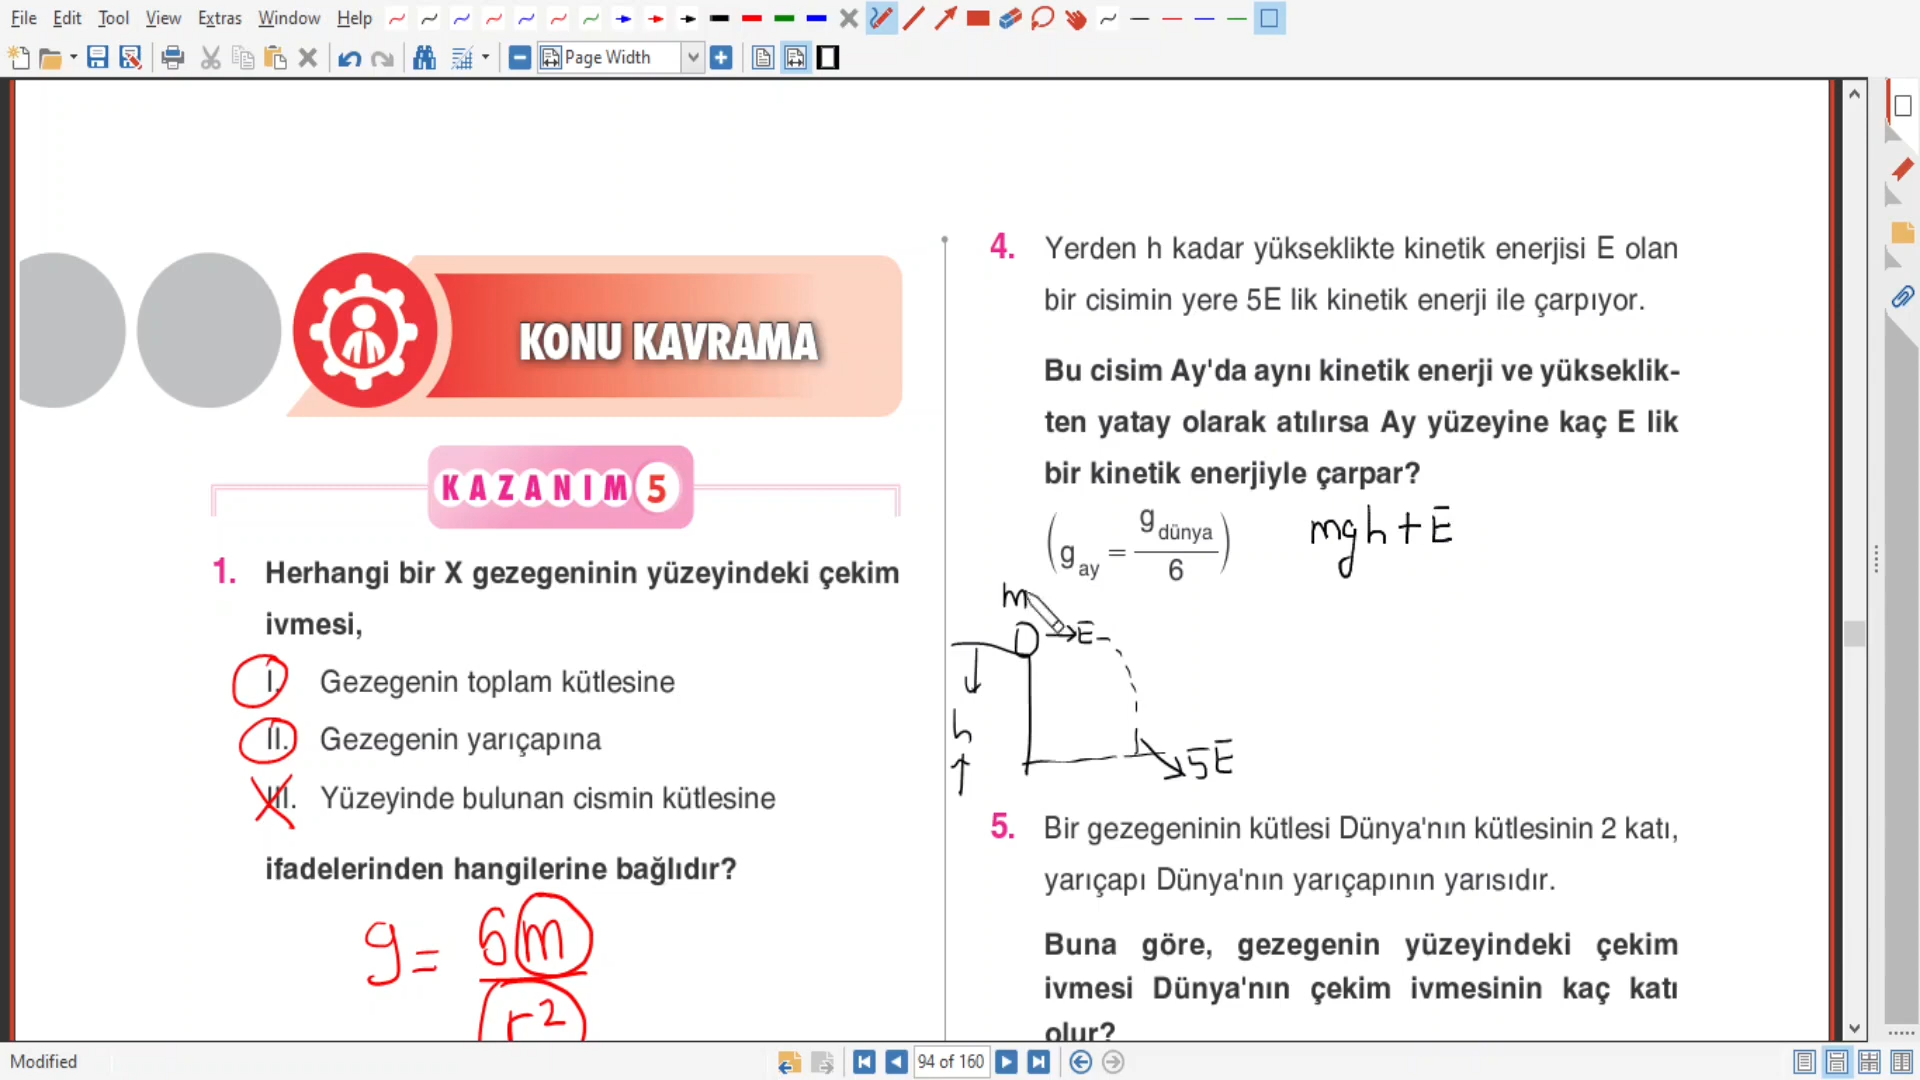 File Edit Tool View Extras Window Help
Page Width
KONU KAVRAMA
KAZANIM 5
1. Herhangi bir X gezegeninin yüzeyindeki çekim
ivmesi,
I. Gezegenin toplam kütlesine
II. Gezegenin yarıçapına
III. Yüzeyinde bulunan cismin kütlesine
ifadelerinden hangilerine bağlıdır?
g = Gm
r2
4. Yerden h kadar yükseklikte kinetik enerjisi E olan
bir cisimin yere 5E lik kinetik enerji ile çarpıyor.
Bu cisim Ay'da aynı kinetik enerji ve yükseklik-
ten yatay olarak atılırsa Ay yüzeyine kaç E lik
bir kinetik enerjiyle çarpar?
(g ay = g dünya / 6)
mgh + E
m
E
h
5E
5. Bir gezegeninin kütlesi Dünya'nın kütlesinin 2 katı,
yarıçapı Dünya'nın yarıçapının yarısıdır.
Buna göre, gezegenin yüzeyindeki çekim
ivmesi Dünya'nın çekim ivmesinin kaç katı
olur?
Modified
94 of 160